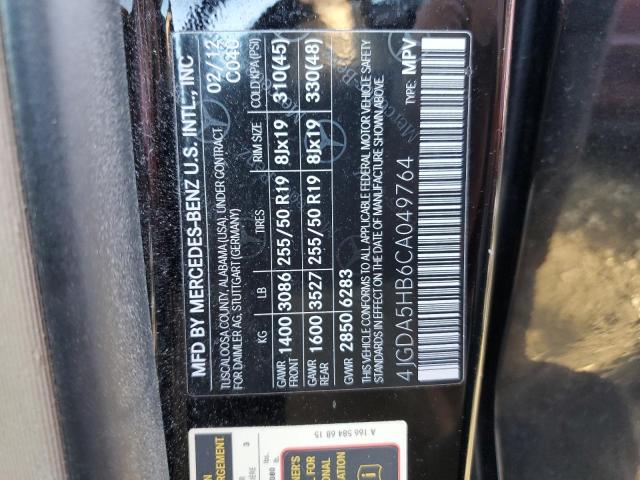 MFD BY MERCEDES-BENZ U.S. INTL., INC
TUSCALOOSA COUNTY, ALABAMA (USA), UNDER CONTRACT
FOR DAIMLER AG, STUTTGART (GERMANY)
02/12
C040
KG LB TIRES RIM SIZE COLD KPA (PSI)
GAWR FRONT 1400 3086 255/50 R19 8Jx19 310(45)
GAWR REAR 1600 3527 255/50 R19 8Jx19 330(48)
GVWR 2850 6283
THIS VEHICLE CONFORMS TO ALL APPLICABLE FEDERAL MOTOR VEHICLE SAFETY
STANDARDS IN EFFECT ON THE DATE OF MANUFACTURE SHOWN ABOVE.
4JGDA5HB6CA049764 TYPE: MPV
A 166 584 68 15
3
lbs.